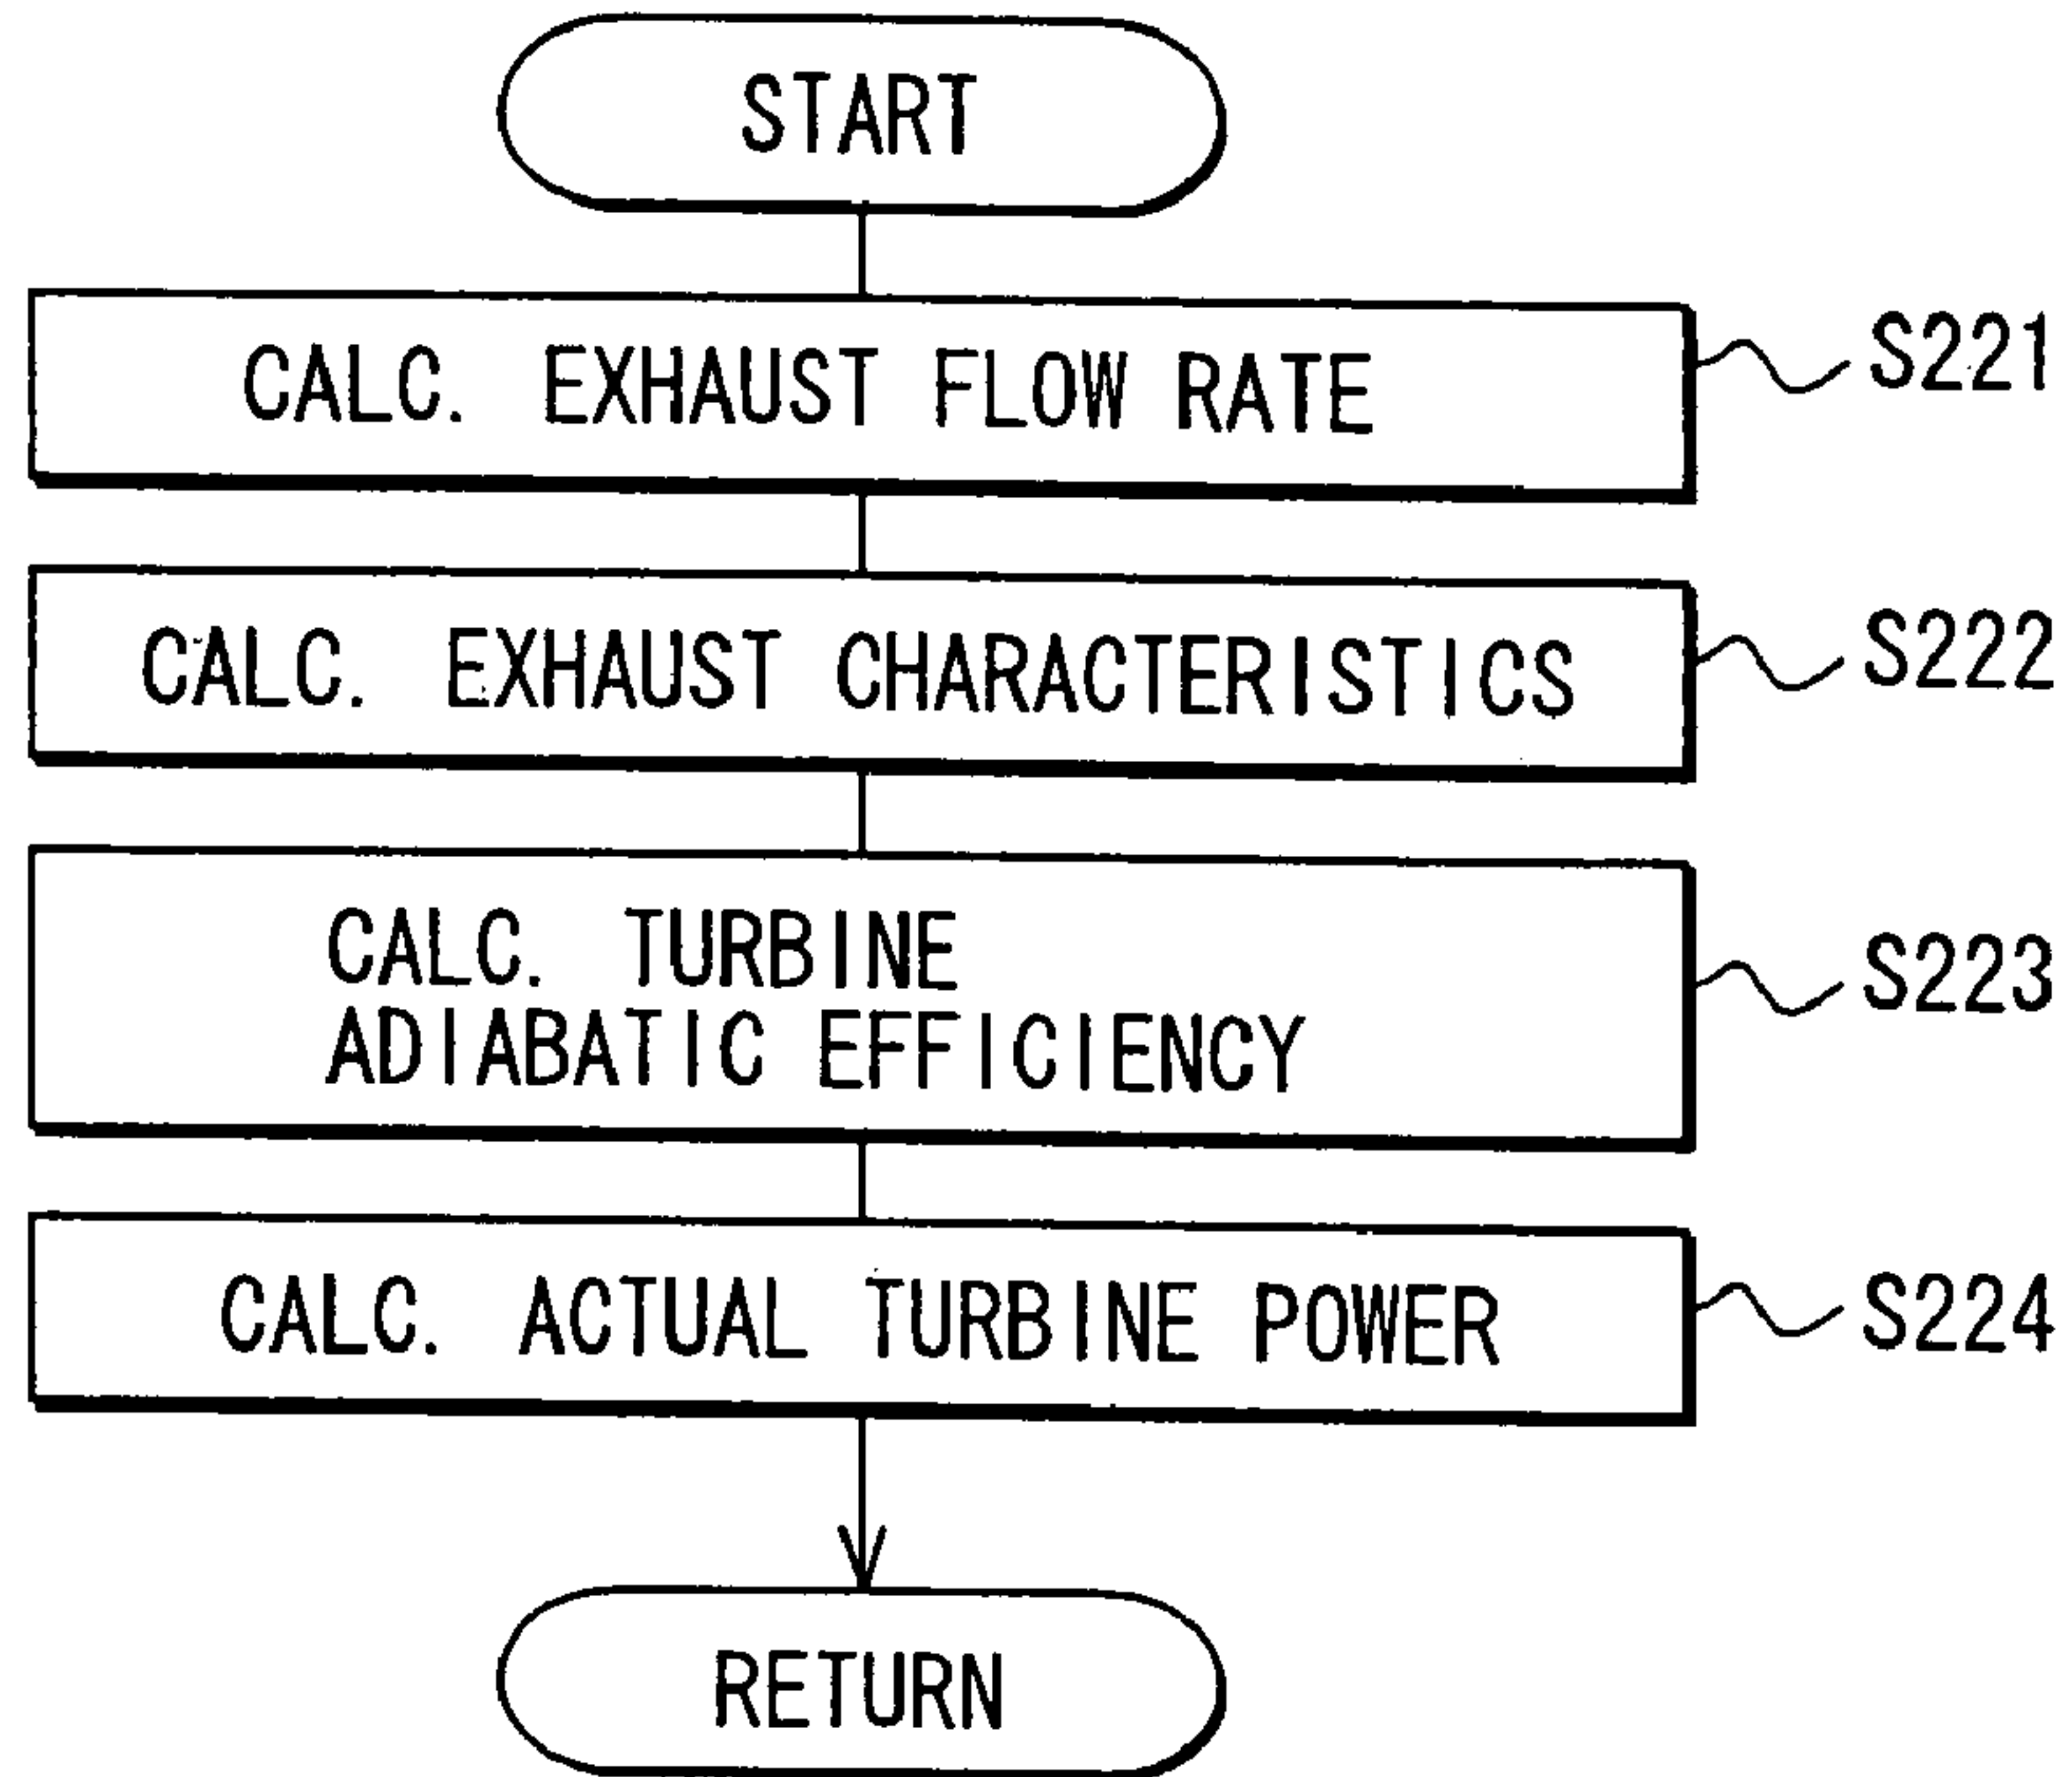 START
CALC. EXHAUST FLOW RATE
S221
CALC. EXHAUST CHARACTERISTICS
S222
CALC. TURBINE
ADIABATIC EFFICIENCY
S223
CALC. ACTUAL TURBINE POWER
S224
RETURN